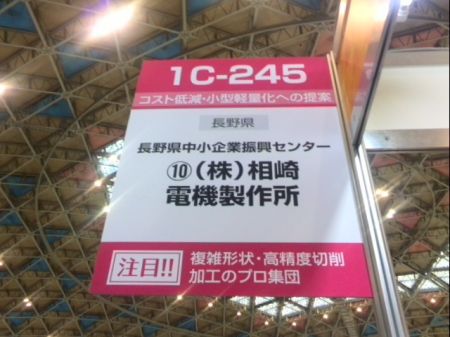 1C-245
コスト低減・小型軽量化への提案
長野県
長野県中小企業振興センター
⑩(株)相崎
電機製作所
注目!!
複雑形状・高精度切削
加工のプロ集団